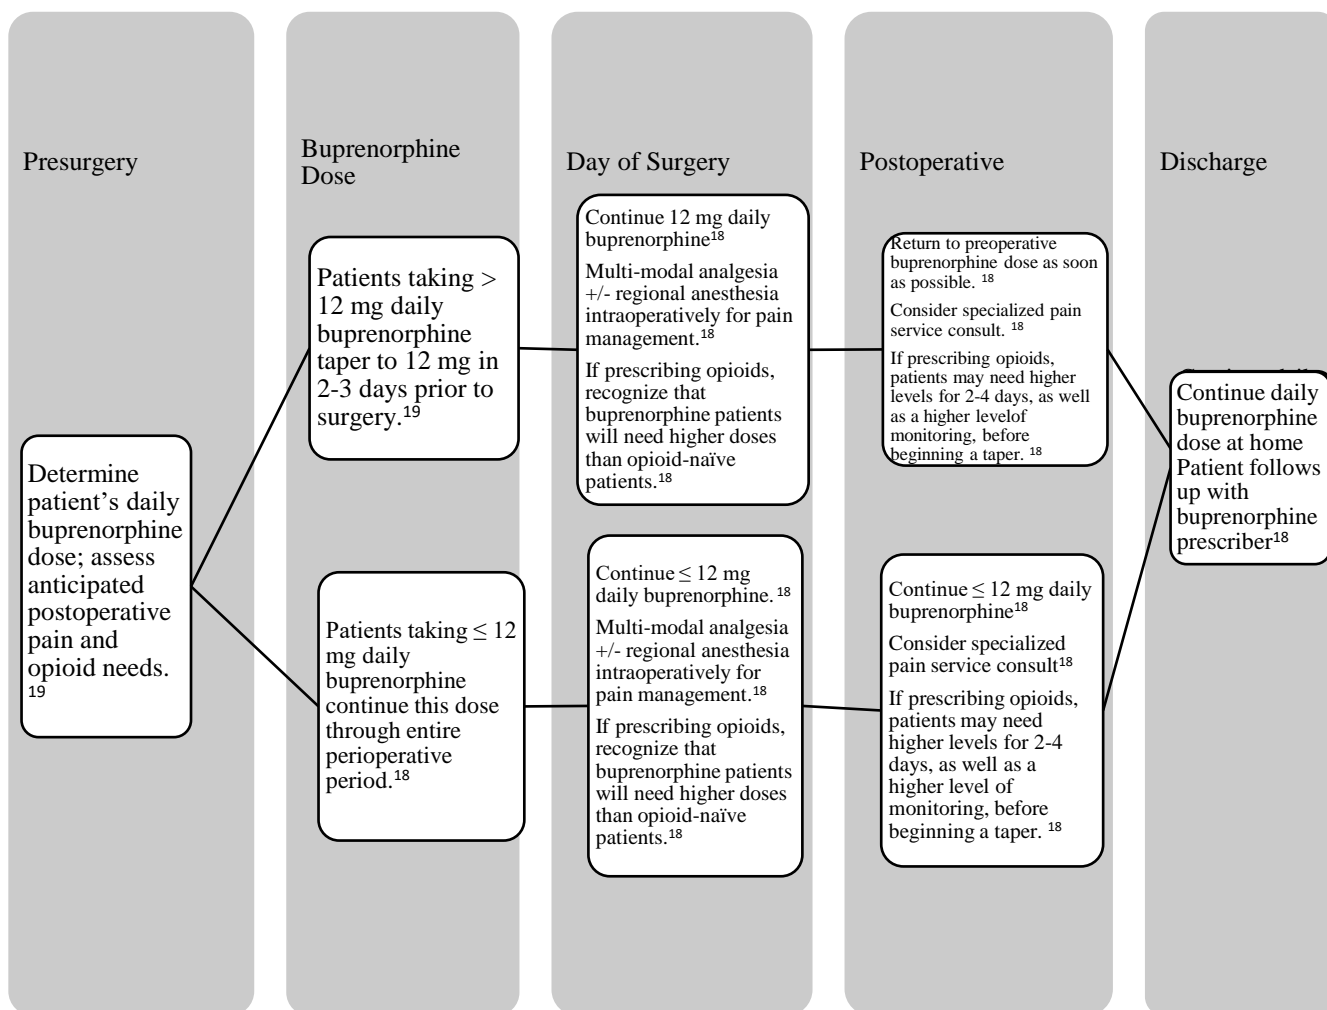 Presurgery
Determine
patient’s daily
buprenorphine
dose; assess
anticipated
postoperative
pain and
opioid needs.
19
Buprenorphine
Dose
Patients taking >
12 mg daily
buprenorphine
taper to 12 mg in
2-3 days prior to
surgery.19
Patients taking ≤ 12
mg daily
buprenorphine
continue this dose
through entire
perioperative
period.18
Day of Surgery
Continue 12 mg daily
buprenorphine18
Multi-modal analgesia
+/- regional anesthesia
intraoperatively for pain
management.18
If prescribing opioids,
recognize that
buprenorphine patients
will need higher doses
than opioid-naïve
patients.18
Continue ≤ 12 mg
daily buprenorphine. 18
Multi-modal analgesia
+/- regional anesthesia
intraoperatively for
pain management.18
If prescribing opioids,
recognize that
buprenorphine patients
will need higher doses
than opioid-naïve
patients.18
Postoperative
Return to preoperative
buprenorphine dose as soon
as possible. 18
Consider specialized pain
service consult. 18
If prescribing opioids,
patients may need higher
levels for 2-4 days, as well
as a higher levelof
monitoring, before
beginning a taper. 18
Continue ≤ 12 mg daily
buprenorphine18
Consider specialized
pain service consult18
If prescribing opioids,
patients may need
higher levels for 2-4
days, as well as a
higher level of
monitoring, before
beginning a taper. 18
Discharge
Continue daily
buprenorphine
dose at home
Patient follows
up with
buprenorphine
prescriber18